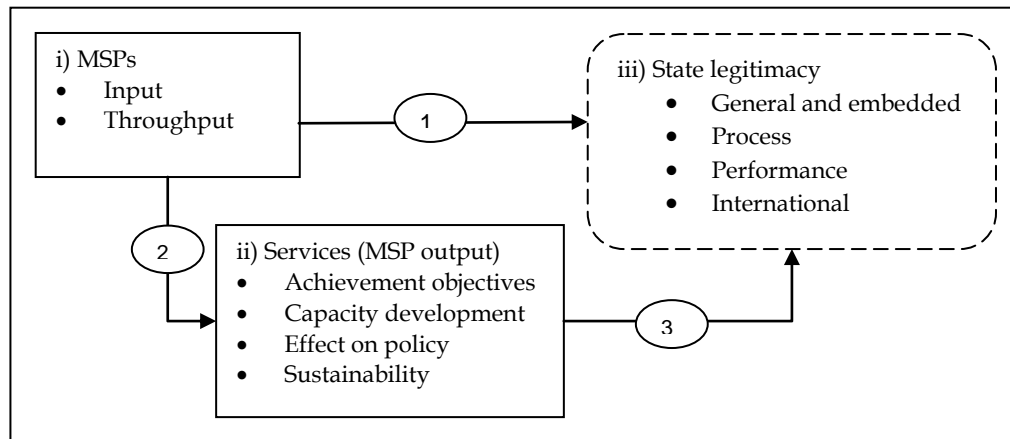 i) MSPs
• Input
• Throughput
1
iii) State legitimacy
• General and embedded
• Process
• Performance
• International
2
ii) Services (MSP output)
• Achievement objectives
• Capacity development
• Effect on policy
• Sustainability
3